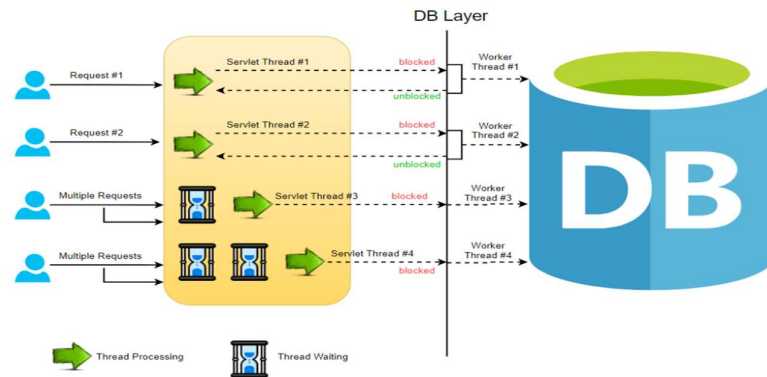 DB Layer
Request #1
Servlet Thread #1
blocked
unblocked
Worker
Thread #1
Request #2
Servlet Thread #2
blocked
unblocked
Worker
Thread #2
Multiple Requests
Servlet Thread #3
blocked
Worker
Thread #3
Multiple Requests
Servlet Thread #4
blocked
Worker
Thread #4
DB
Thread Processing
Thread Waiting